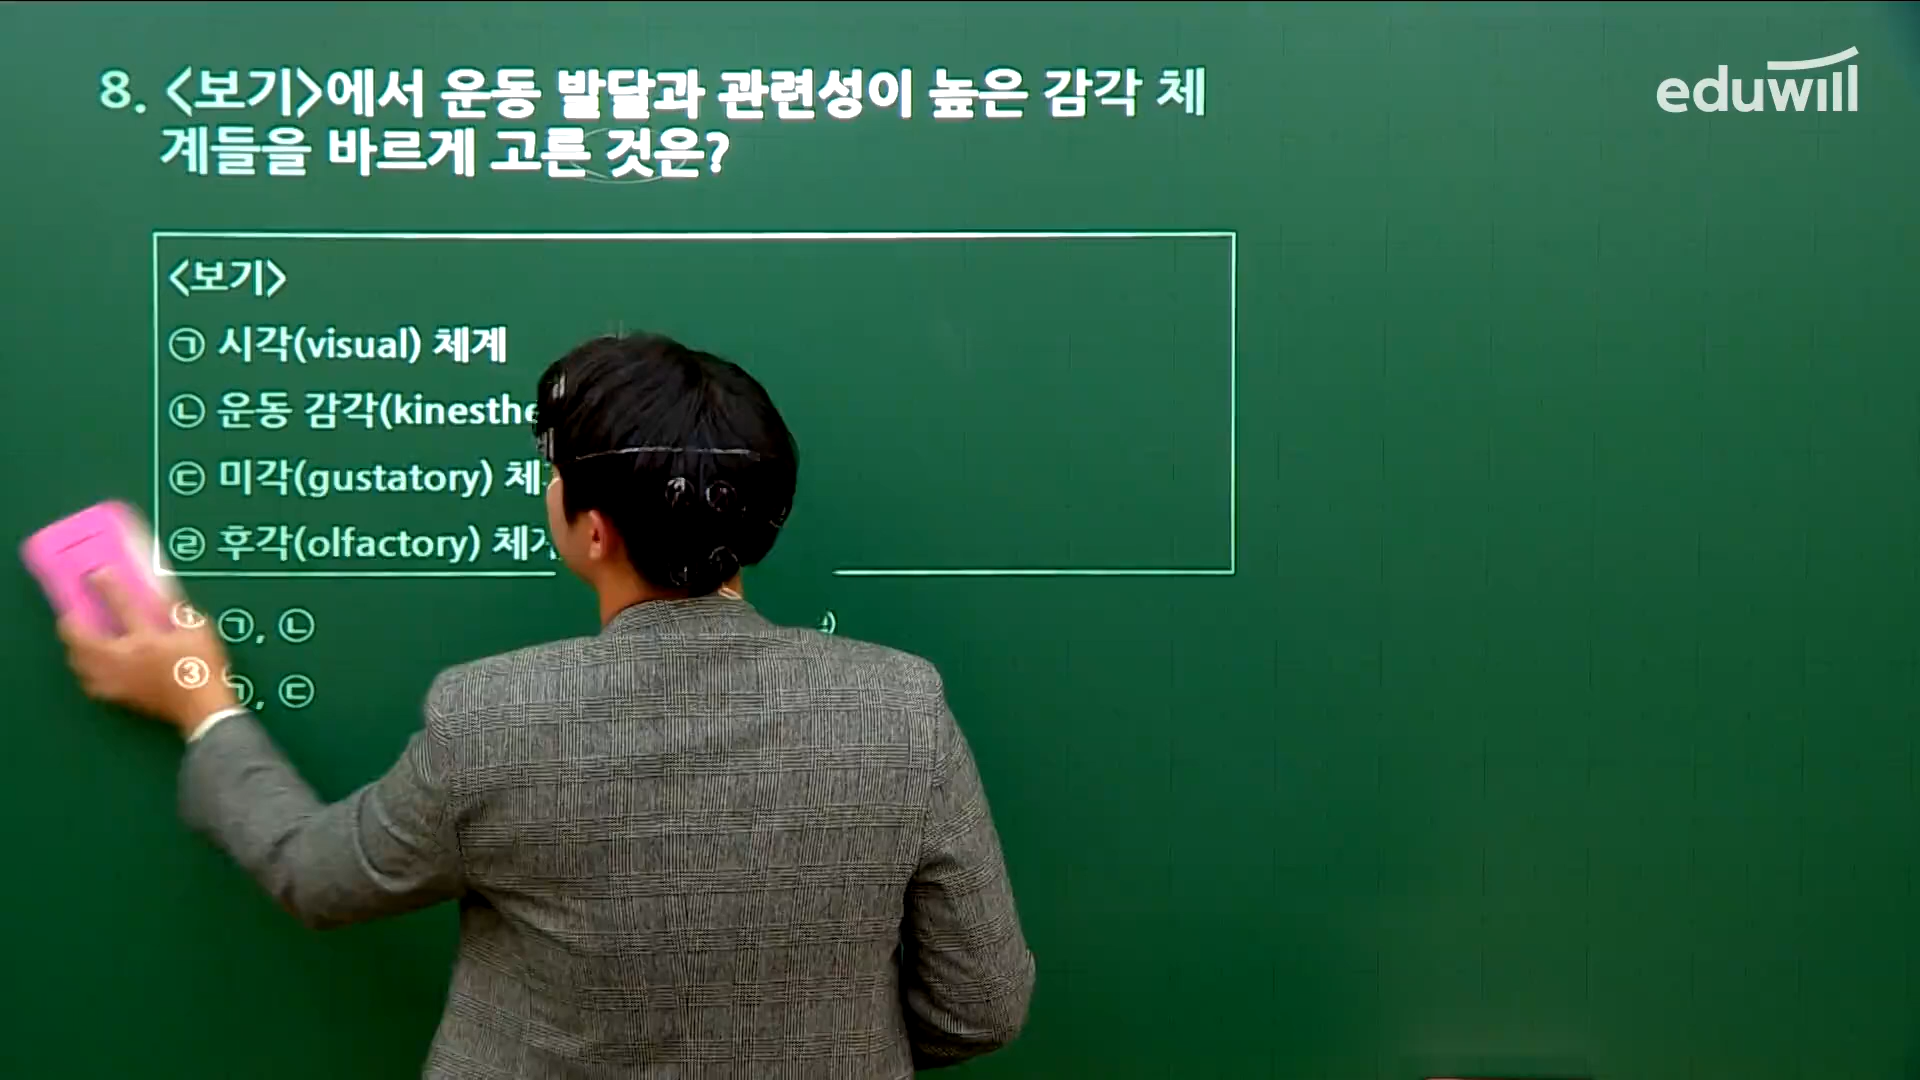 8. <보기>에서 운동 발달과 관련성이 높은 감각 체
계들을 바르게 고른 것은?
eduwill
<보기>
㉠ 시각(visual) 체계
㉡ 운동 감각(kinesthe
㉢ 미각(gustatory) 체
㉣ 후각(olfactory) 체계
① ㉠, ㉡
③ ㉠, ㉢